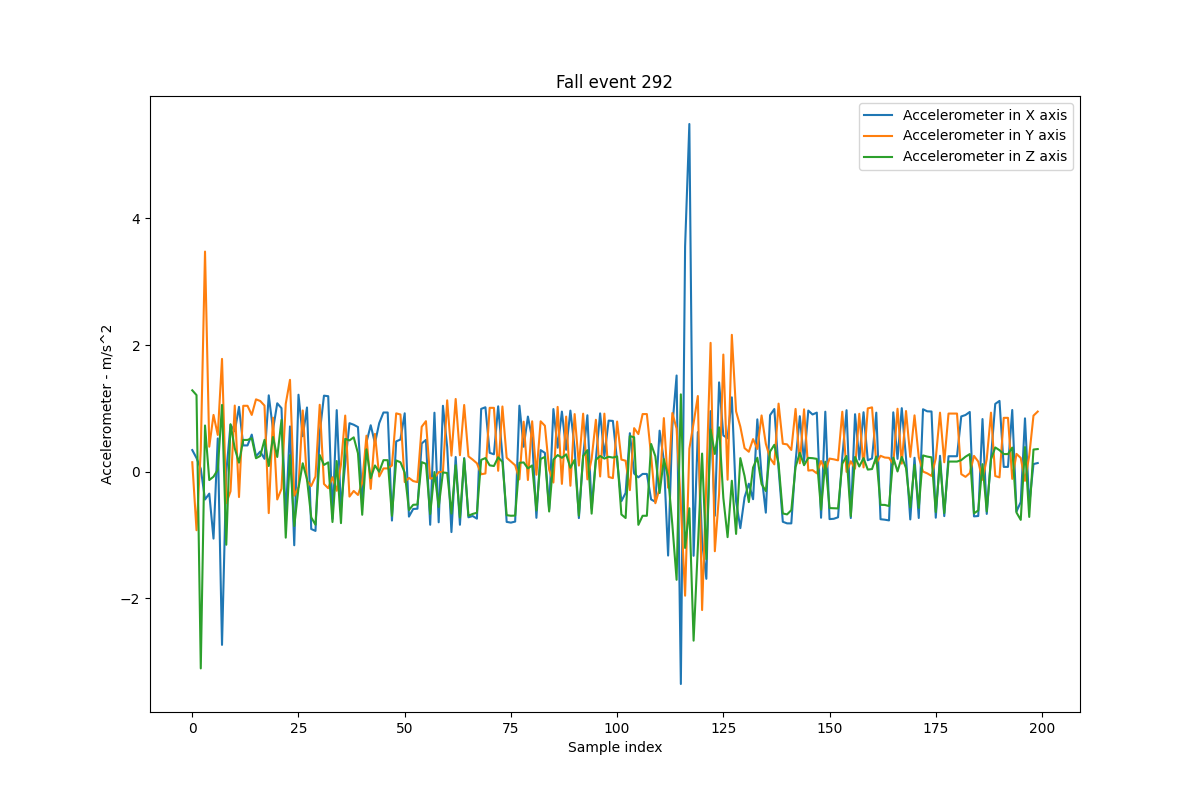 Fall event 292
Accelerometer in X axis
Accelerometer in Y axis
Accelerometer in Z axis
Accelerometer - m/s^2
4
2
0
−2
0 25 50 75 100 125 150 175 200
Sample index